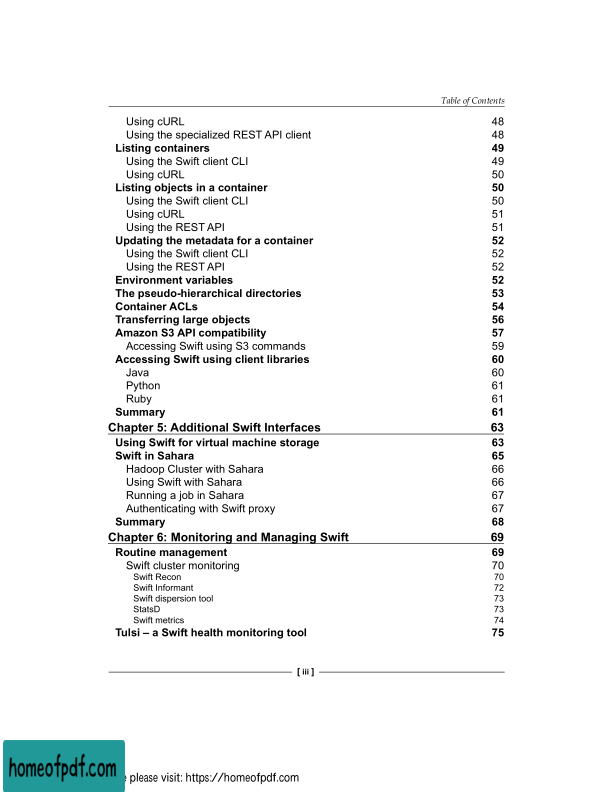 Table of Contents
Using cURL 48
Using the specialized REST API client 48
Listing containers 49
Using the Swift client CLI 49
Using cURL 50
Listing objects in a container 50
Using the Swift client CLI 50
Using cURL 51
Using the REST API 51
Updating the metadata for a container 52
Using the Swift client CLI 52
Using the REST API 52
Environment variables 52
The pseudo-hierarchical directories 53
Container ACLs 54
Transferring large objects 56
Amazon S3 API compatibility 57
Accessing Swift using S3 commands 59
Accessing Swift using client libraries 60
Java 60
Python 61
Ruby 61
Summary 61
Chapter 5: Additional Swift Interfaces 63
Using Swift for virtual machine storage 63
Swift in Sahara 65
Hadoop Cluster with Sahara 66
Using Swift with Sahara 66
Running a job in Sahara 67
Authenticating with Swift proxy 67
Summary 68
Chapter 6: Monitoring and Managing Swift 69
Routine management 69
Swift cluster monitoring 70
Swift Recon 70
Swift Informant 72
Swift dispersion tool 73
StatsD 73
Swift metrics 74
Tulsi – a Swift health monitoring tool 75
[ iii ]
homeofpdf.com
please visit: https://homeofpdf.com